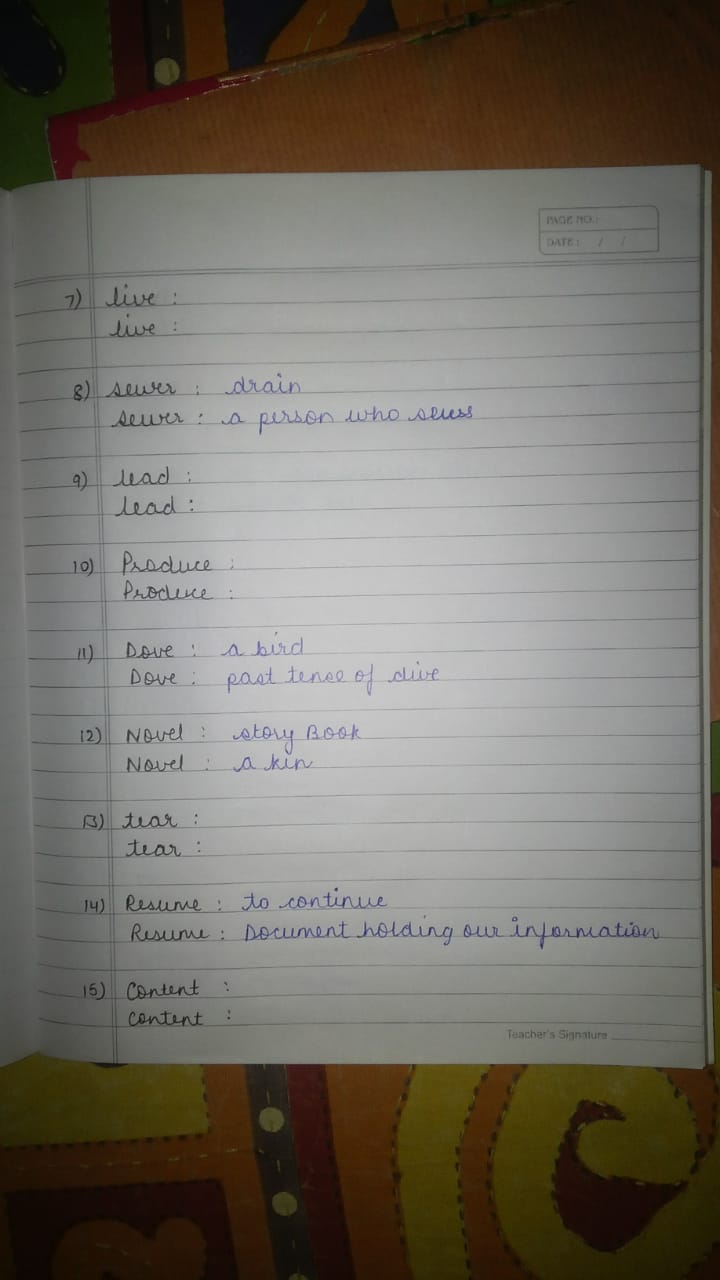 PAGE NO.:
DATE: / /
7) live :
live :
8) sewer : drain
sewer : a person who sews
9) lead :
lead :
10) Produce :
Produce :
11) Dove : a bird
Dove : past tense of dive
12) Novel : story Book
Novel : a kin
13) tear :
tear :
14) Resume : to continue
Resume : Document holding our information
15) Content :
content :
Teacher's Signature